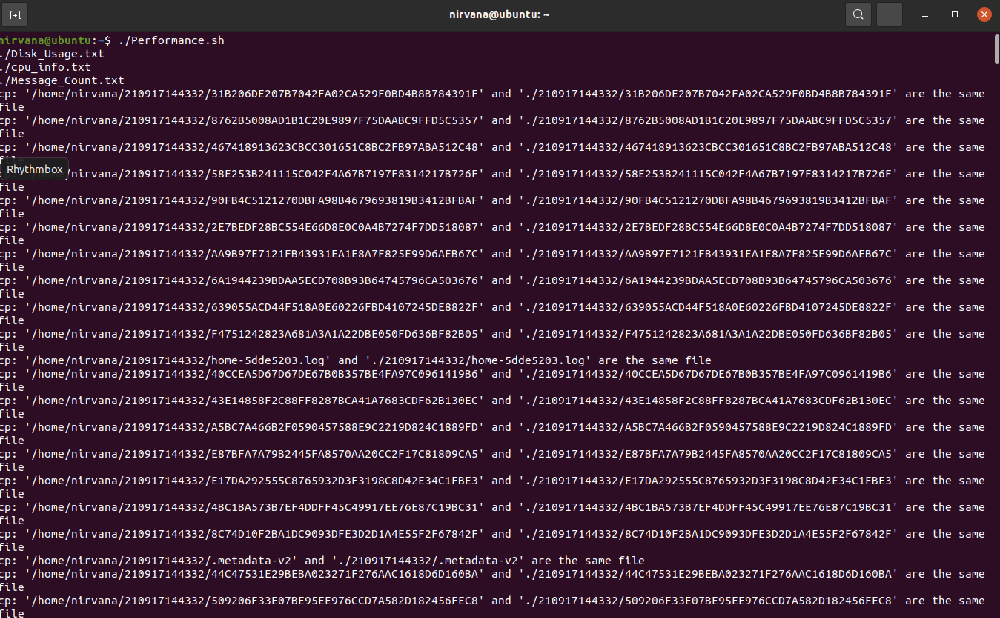 nirvana@ubuntu: ~
nirvana@ubuntu:~$ ./Performance.sh
./Disk_Usage.txt
./cpu_info.txt
./Message_Count.txt
cp: '/home/nirvana/210917144332/31B206DE207B7042FA02CA529F0BD4B8B784391F' and './210917144332/31B206DE207B7042FA02CA529F0BD4B8B784391F' are the same
file
cp: '/home/nirvana/210917144332/8762B5008AD1B1C20E9897F75DAABC9FFD5C5357' and './210917144332/8762B5008AD1B1C20E9897F75DAABC9FFD5C5357' are the same
file
cp: '/home/nirvana/210917144332/467418913623CBCC301651C8BC2FB97ABA512C48' and './210917144332/467418913623CBCC301651C8BC2FB97ABA512C48' are the same
file
Rhythmbox
cp: '/home/nirvana/210917144332/58E253B241115C042F4A67B7197F8314217B726F' and './210917144332/58E253B241115C042F4A67B7197F8314217B726F' are the same
file
cp: '/home/nirvana/210917144332/90FB4C5121270DBFA98B4679693819B3412BFBAF' and './210917144332/90FB4C5121270DBFA98B4679693819B3412BFBAF' are the same
file
cp: '/home/nirvana/210917144332/2E7BEDF28BC554E66D8E0C0A4B7274F7DD518087' and './210917144332/2E7BEDF28BC554E66D8E0C0A4B7274F7DD518087' are the same
file
cp: '/home/nirvana/210917144332/AA9B97E7121FB43931EA1E8A7F825E99D6AEB67C' and './210917144332/AA9B97E7121FB43931EA1E8A7F825E99D6AEB67C' are the same
file
cp: '/home/nirvana/210917144332/6A1944239BDAA5ECD708B93B64745796CA503676' and './210917144332/6A1944239BDAA5ECD708B93B64745796CA503676' are the same
file
cp: '/home/nirvana/210917144332/639055ACD44F518A0E60226FBD4107245DE8822F' and './210917144332/639055ACD44F518A0E60226FBD4107245DE8822F' are the same
file
cp: '/home/nirvana/210917144332/F4751242823A681A3A1A22DBE050FD636BF82B05' and './210917144332/F4751242823A681A3A1A22DBE050FD636BF82B05' are the same
file
cp: '/home/nirvana/210917144332/home-5dde5203.log' and './210917144332/home-5dde5203.log' are the same file
cp: '/home/nirvana/210917144332/40CCEA5D67D67DE67B0B357BE4FA97C0961419B6' and './210917144332/40CCEA5D67D67DE67B0B357BE4FA97C0961419B6' are the same
file
cp: '/home/nirvana/210917144332/43E14858F2C88FF8287BCA41A7683CDF62B130EC' and './210917144332/43E14858F2C88FF8287BCA41A7683CDF62B130EC' are the same
file
cp: '/home/nirvana/210917144332/A5BC7A466B2F0590457588E9C2219D824C1889FD' and './210917144332/A5BC7A466B2F0590457588E9C2219D824C1889FD' are the same
file
cp: '/home/nirvana/210917144332/E87BFA7A79B2445FA8570AA20CC2F17C81809CA5' and './210917144332/E87BFA7A79B2445FA8570AA20CC2F17C81809CA5' are the same
file
cp: '/home/nirvana/210917144332/E17DA292555C8765932D3F3198C8D42E34C1FBE3' and './210917144332/E17DA292555C8765932D3F3198C8D42E34C1FBE3' are the same
file
cp: '/home/nirvana/210917144332/4BC1BA573B7EF4DDFF45C49917EE76E87C19BC31' and './210917144332/4BC1BA573B7EF4DDFF45C49917EE76E87C19BC31' are the same
file
cp: '/home/nirvana/210917144332/8C74D10F2BA1DC9093DFE3D2D1A4E55F2F67842F' and './210917144332/8C74D10F2BA1DC9093DFE3D2D1A4E55F2F67842F' are the same
file
cp: '/home/nirvana/210917144332/.metadata-v2' and './210917144332/.metadata-v2' are the same file
cp: '/home/nirvana/210917144332/44C47531E29BEBA023271F276AAC1618D6D160BA' and './210917144332/44C47531E29BEBA023271F276AAC1618D6D160BA' are the same
file
cp: '/home/nirvana/210917144332/509206F33E07BE95EE976CCD7A582D182456FEC8' and './210917144332/509206F33E07BE95EE976CCD7A582D182456FEC8' are the same
file